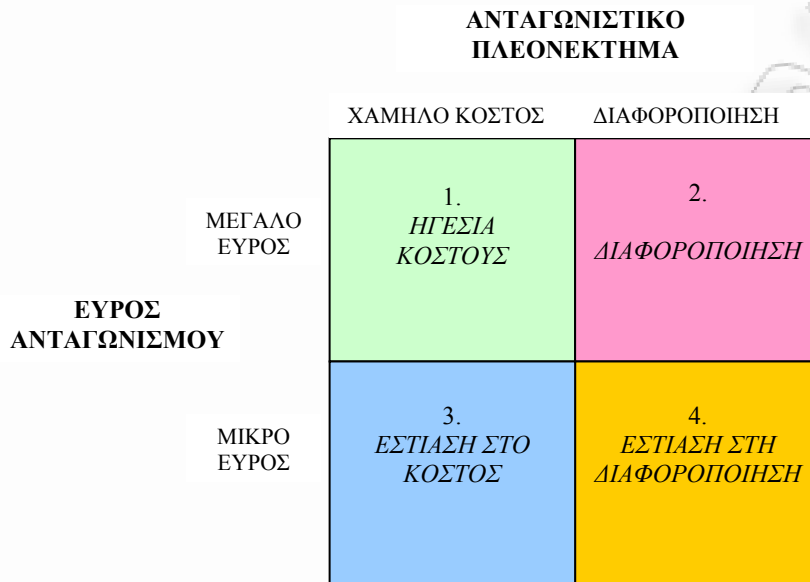 ΑΝΤΑΓΩΝΙΣΤΙΚΟ
ΠΛΕΟΝΕΚΤΗΜΑ
ΧΑΜΗΛΟ ΚΟΣΤΟΣ
ΔΙΑΦΟΡΟΠΟΙΗΣΗ
ΜΕΓΑΛΟ
ΕΥΡΟΣ
1.
ΗΓΕΣΙΑ
ΚΟΣΤΟΥΣ
2.
ΔΙΑΦΟΡΟΠΟΙΗΣΗ
ΕΥΡΟΣ
ΑΝΤΑΓΩΝΙΣΜΟΥ
ΜΙΚΡΟ
ΕΥΡΟΣ
3.
ΕΣΤΙΑΣΗ ΣΤΟ
ΚΟΣΤΟΣ
4.
ΕΣΤΙΑΣΗ ΣΤΗ
ΔΙΑΦΟΡΟΠΟΙΗΣΗ